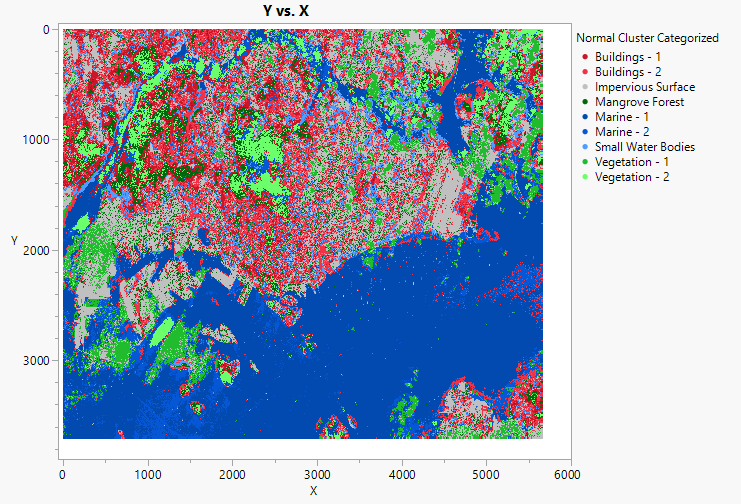 Y vs. X
Normal Cluster Categorized
Buildings - 1
Buildings - 2
Impervious Surface
Mangrove Forest
Marine - 1
Marine - 2
Small Water Bodies
Vegetation - 1
Vegetation - 2
0
1000
2000
3000
Y
0 1000 2000 3000 4000 5000 6000
X